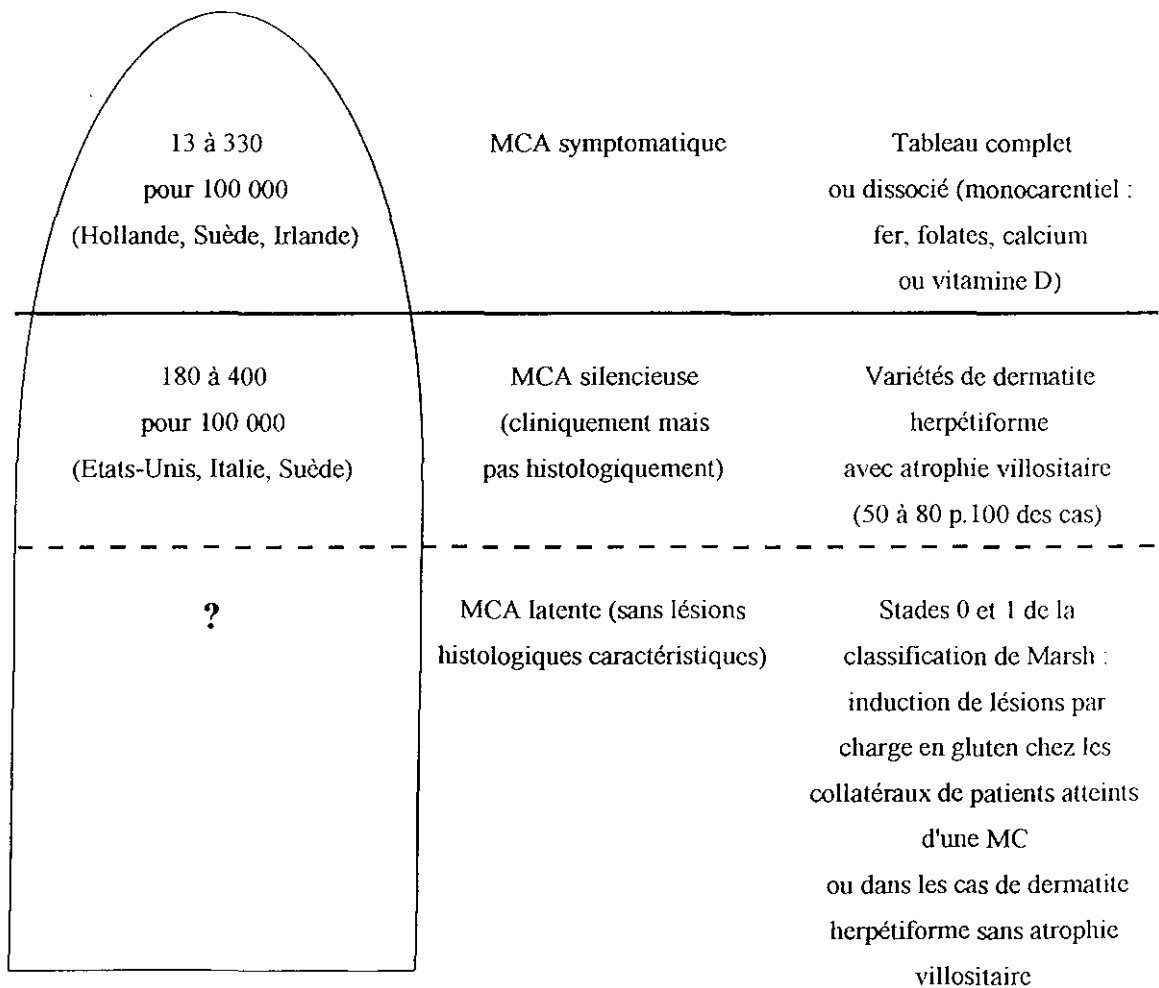 13 à 330
pour 100 000
(Hollande, Suède, Irlande)
MCA symptomatique
Tableau complet
ou dissocié (monocarentiel :
fer, folates, calcium
ou vitamine D)
180 à 400
pour 100 000
(Etats-Unis, Italie, Suède)
MCA silencieuse
(cliniquement mais
pas histologiquement)
Variétés de dermatite
herpétiforme
avec atrophie villositaire
(50 à 80 p.100 des cas)
?
MCA latente (sans lésions
histologiques caractéristiques)
Stades 0 et 1 de la
classification de Marsh :
induction de lésions par
charge en gluten chez les
collatéraux de patients atteints
d'une MC
ou dans les cas de dermatite
herpétiforme sans atrophie
villositaire